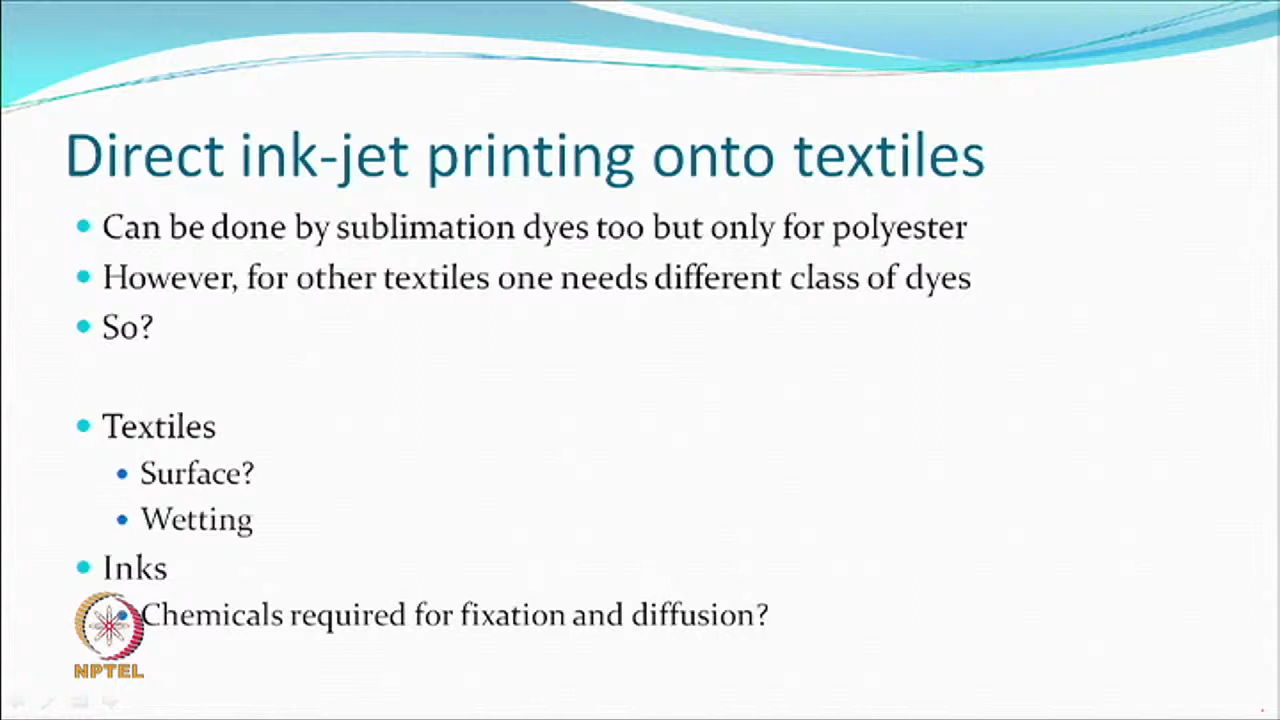 Direct ink-jet printing onto textiles
Can be done by sublimation dyes too but only for polyester
However, for other textiles one needs different class of dyes
So?
Textiles
Surface?
Wetting
Inks
Chemicals required for fixation and diffusion?
NPTEL